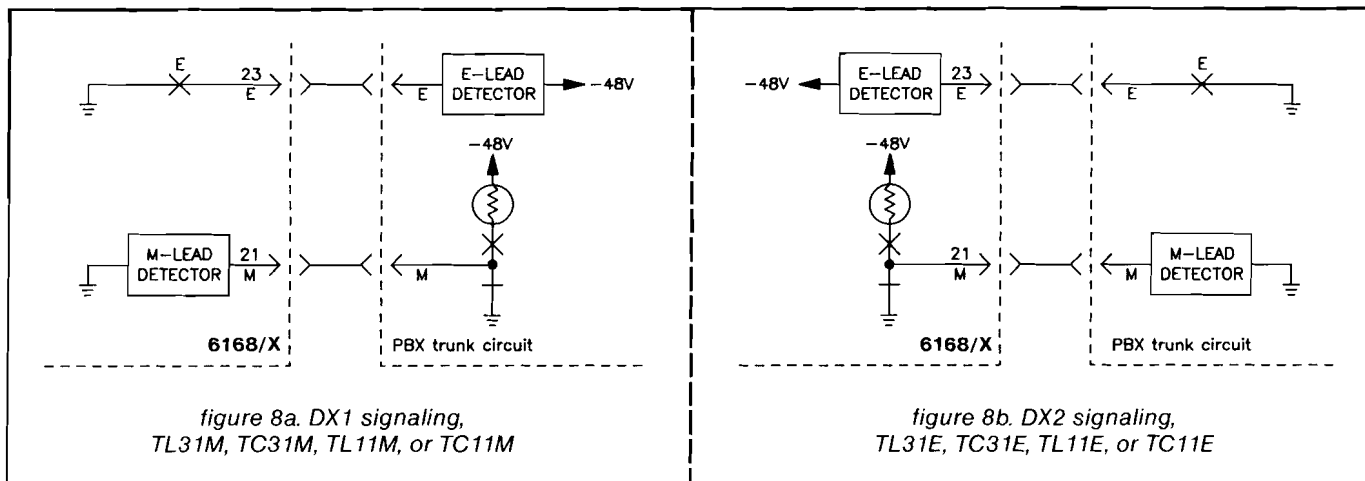 E
23
E
E
E-LEAD
DETECTOR
-48V
-48V
M-LEAD
DETECTOR
21
M
M
6168/X
PBX trunk circuit
figure 8a. DX1 signaling,
TL31M, TC31M, TL11M, or TC11M
-48V
E-LEAD
DETECTOR
23
E
E
E
-48V
21
M
M
M-LEAD
DETECTOR
6168/X
PBX trunk circuit
figure 8b. DX2 signaling,
TL31E, TC31E, TL11E, or TC11E